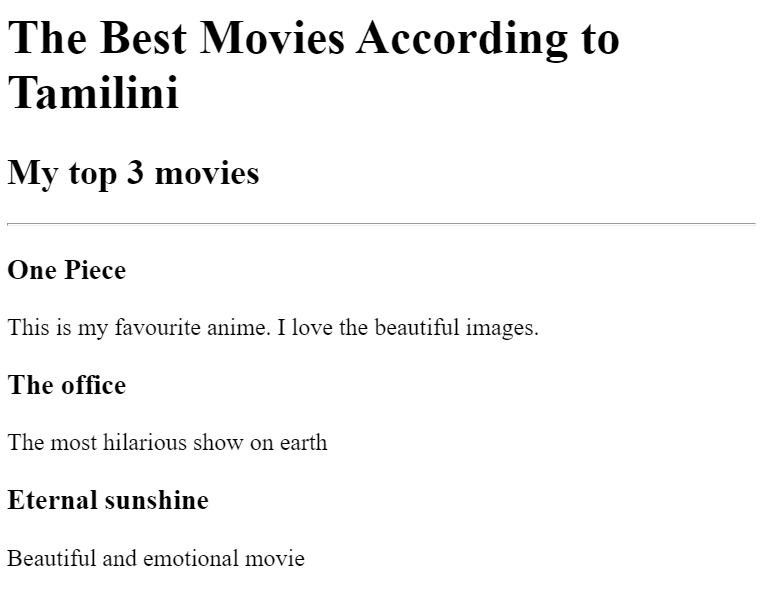 The Best Movies According to
Tamilini
My top 3 movies
One Piece
This is my favourite anime. I love the beautiful images.
The office
The most hilarious show on earth
Eternal sunshine
Beautiful and emotional movie